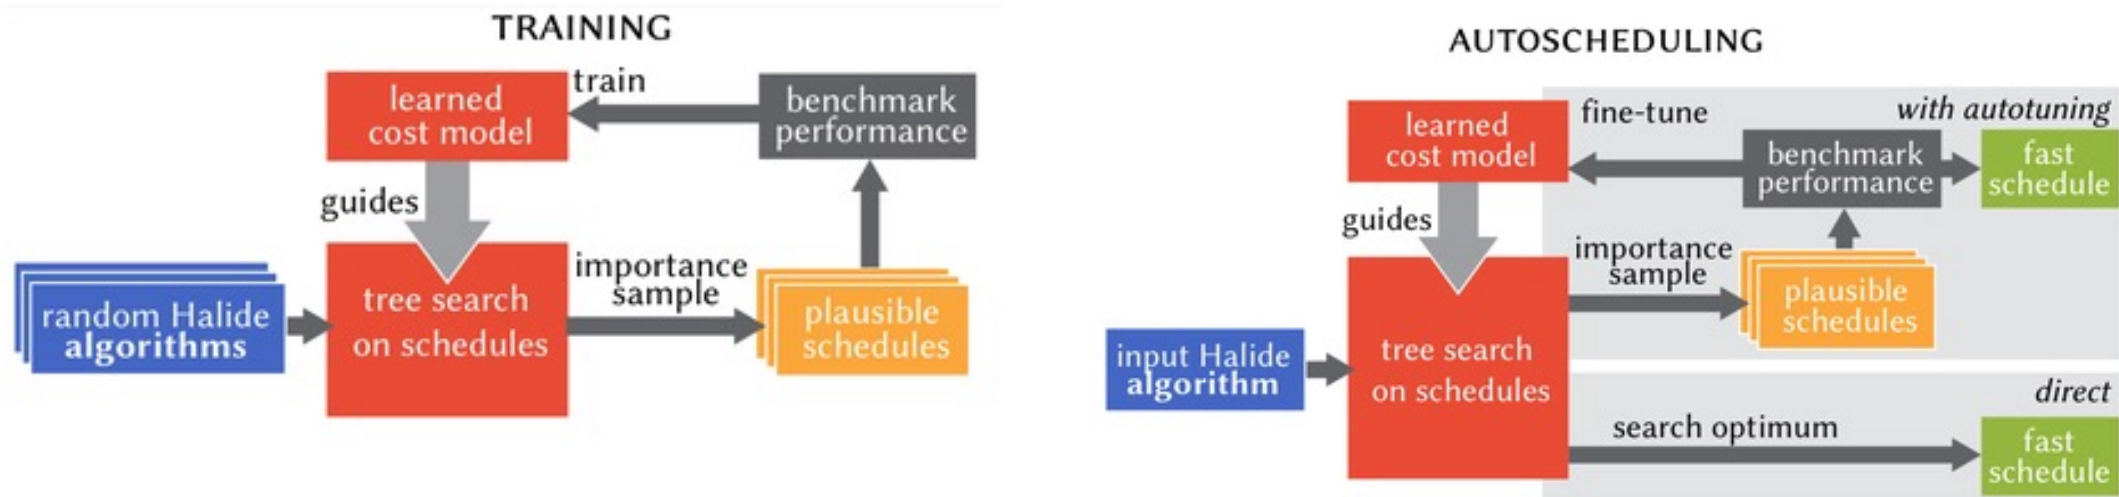 TRAINING
learned
cost model
train
benchmark
performance
guides
random Halide
algorithms
tree search
on schedules
importance
sample
plausible
schedules
AUTOSCHEDULING
learned
cost model
fine-tune
with autotuning
benchmark
performance
fast
schedule
guides
importance
sample
plausible
schedules
input Halide
algorithm
tree search
on schedules
direct
search optimum
fast
schedule